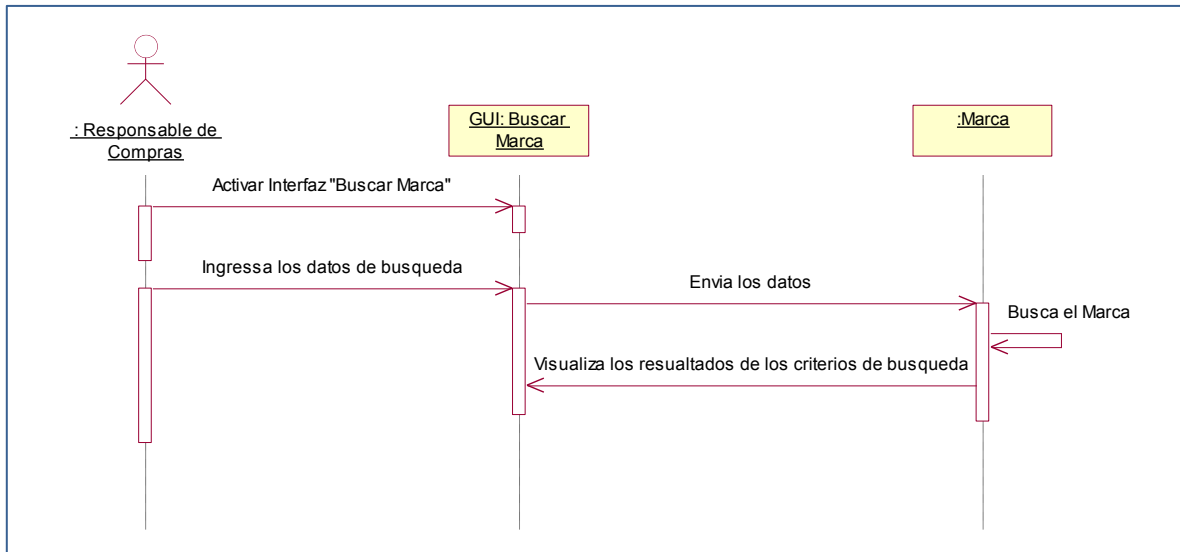 : Responsable de
Compras
GUI: Buscar
Marca
:Marca
Activar Interfaz "Buscar Marca"
Ingressa los datos de busqueda
Envia los datos
Busca el Marca
Visualiza los resualtados de los criterios de busqueda